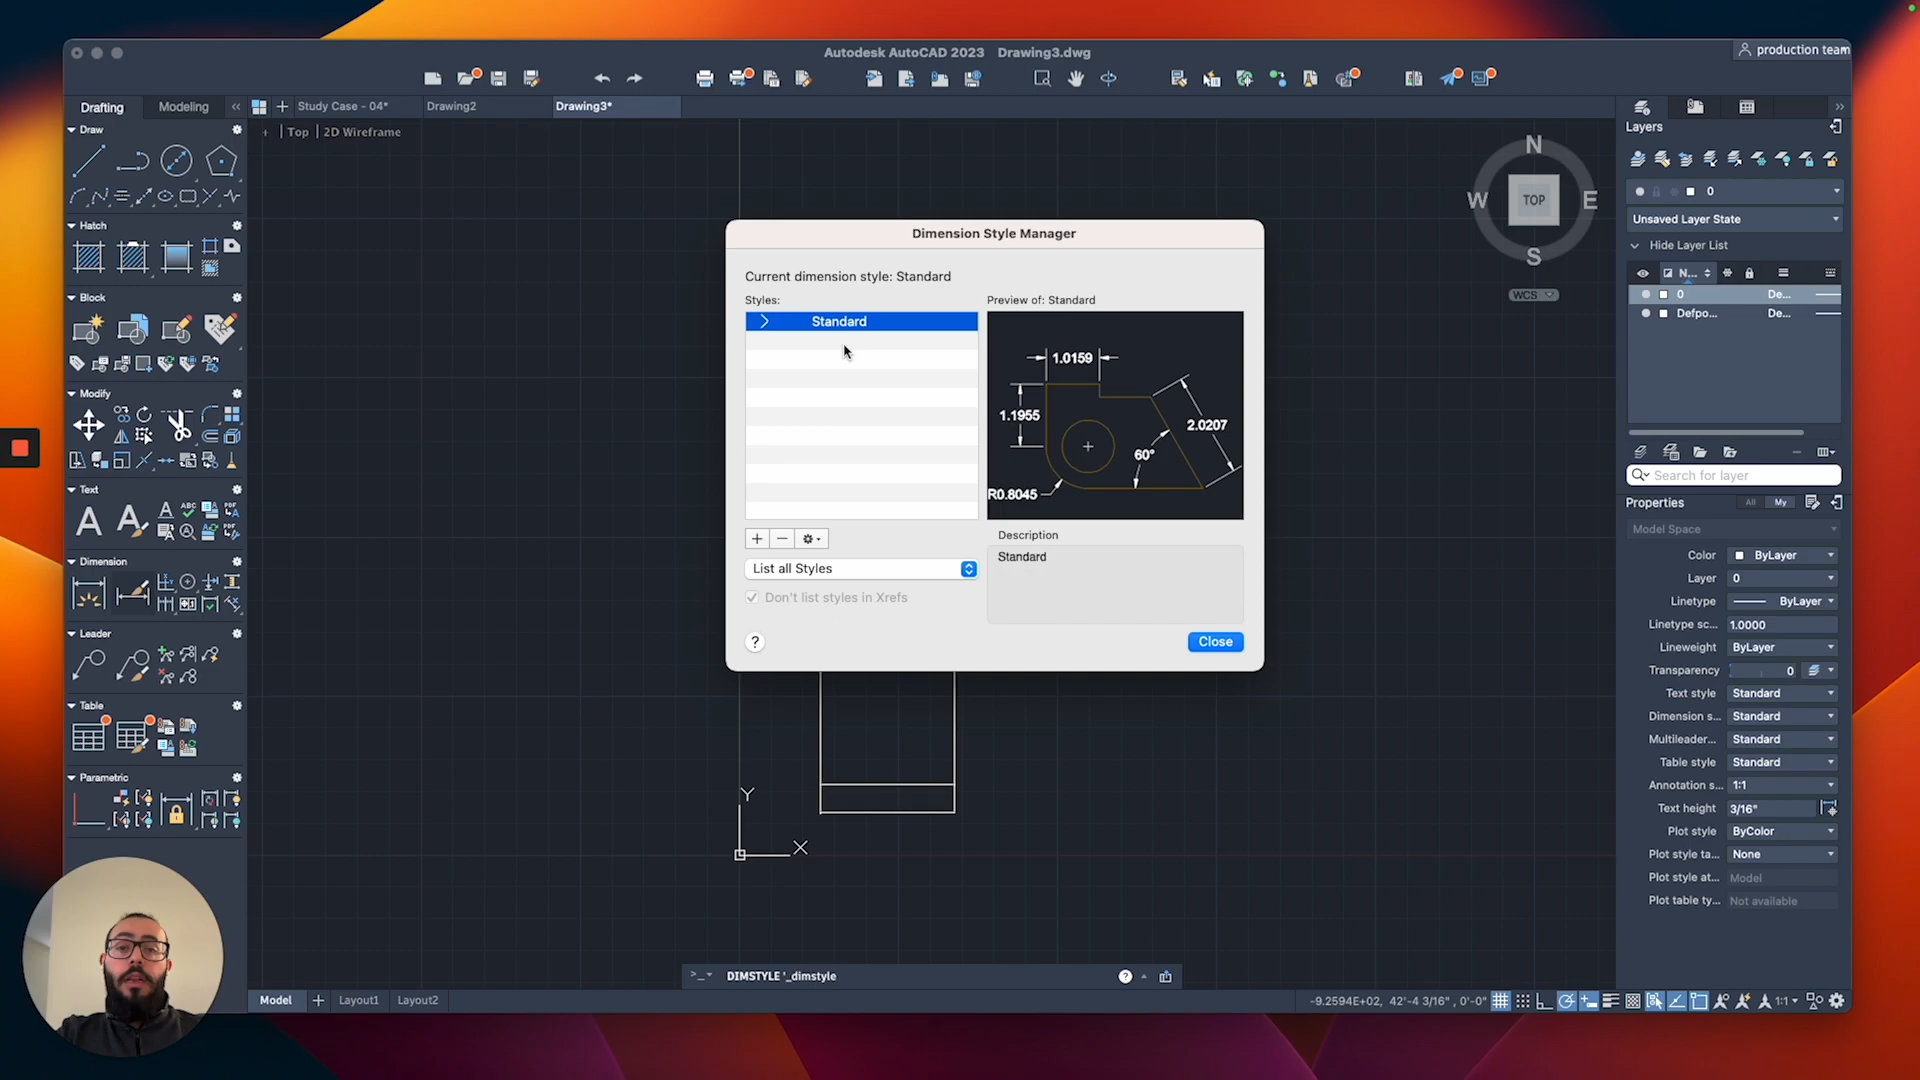 Autodesk AutoCAD 2023 Drawing3.dwg
production team
Drafting
Modeling
Study Case - 04*
Drawing2
Drawing3*
+ | Top | 2D Wireframe
Draw
Hatch
Block
Modify
Text
Dimension
Leader
Table
Parametric
N
W
TOP
E
S
WCS
Dimension Style Manager
Current dimension style: Standard
Styles:
Standard
Preview of: Standard
1.0159
1.1955
2.0207
60°
R0.8045
Description
Standard
List all Styles
Don't list styles in Xrefs
?
Close
Y
X
>_ DIMSTYLE '_dimstyle
Model
Layout1
Layout2
-9.2594E+02, 42'-4 3/16" , 0'-0"
1:1
Layers
0
Unsaved Layer State
Hide Layer List
N...
0 De...
Defpo... De...
Search for layer
Properties
All
My
Model Space
Color ByLayer
Layer 0
Linetype ByLayer
Linetype sc... 1.0000
Lineweight ByLayer
Transparency 0
Text style Standard
Dimension s... Standard
Multileader... Standard
Table style Standard
Annotation s... 1:1
Text height 3/16"
Plot style ByColor
Plot style ta... None
Plot style at... Model
Plot table ty... Not available